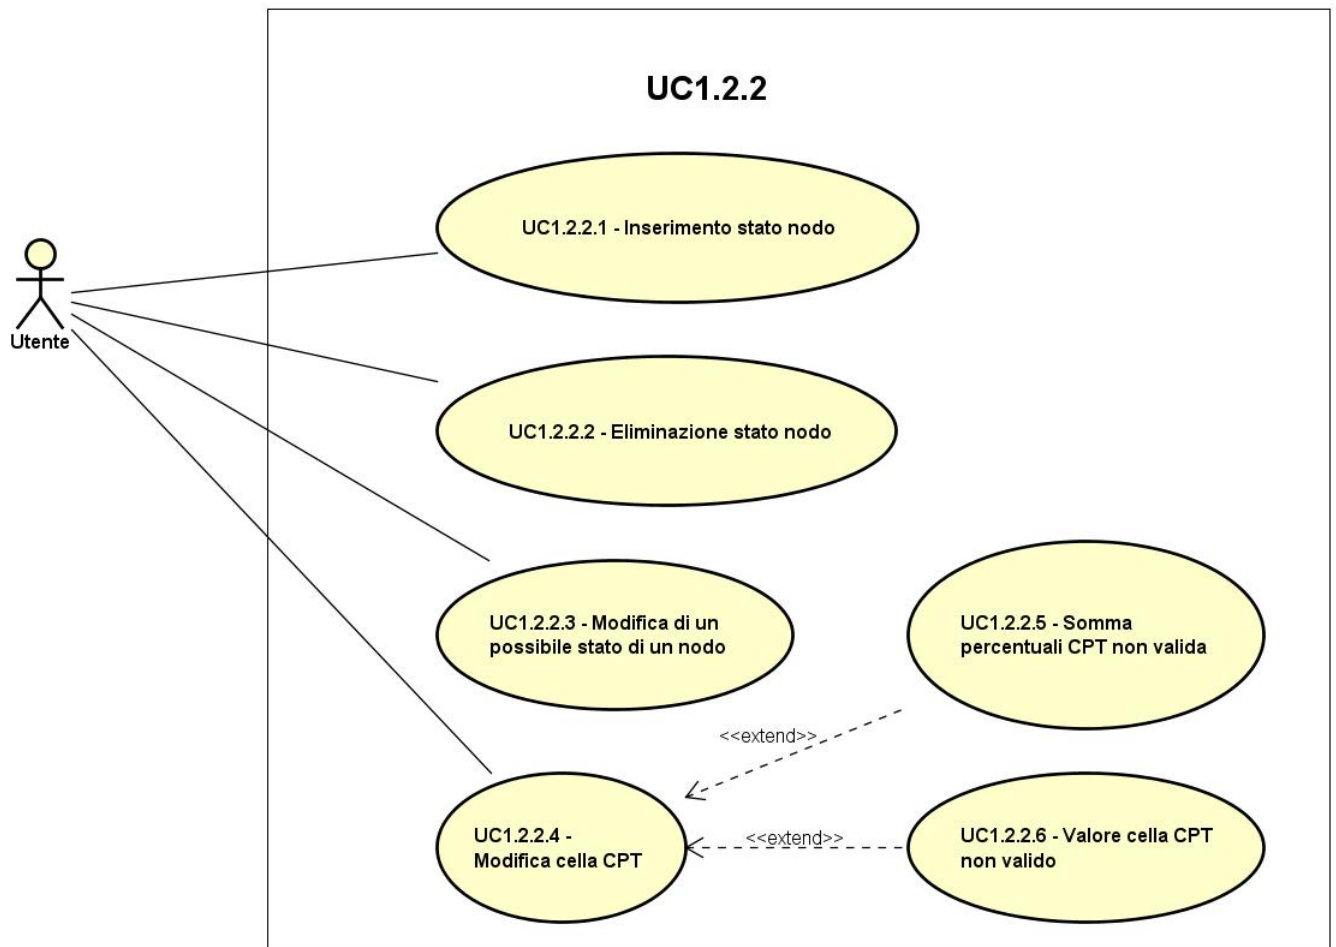 UC1.2.2
UC1.2.2.1 - Inserimento stato nodo
Utente
UC1.2.2.2 - Eliminazione stato nodo
UC1.2.2.3 - Modifica di un
possibile stato di un nodo
UC1.2.2.5 - Somma
percentuali CPT non valida
<<extend>>
UC1.2.2.4 -
Modifica cella CPT
<<extend>>
UC1.2.2.6 - Valore cella CPT
non valido